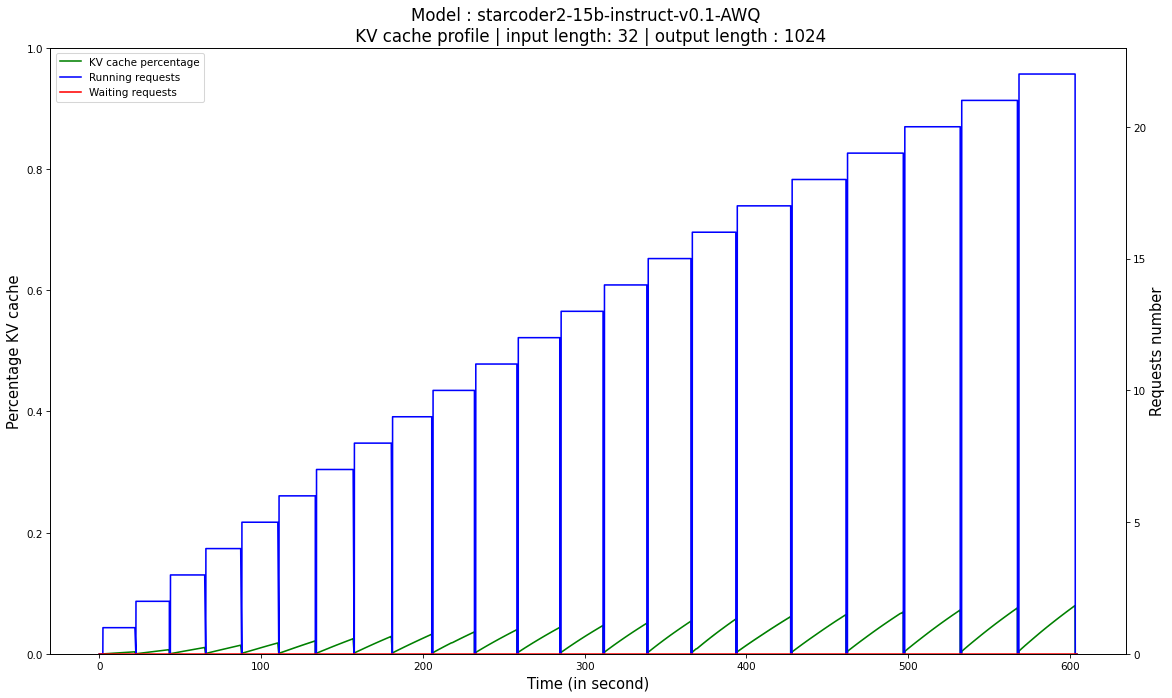 Model : starcoder2-15b-instruct-v0.1-AWQ
KV cache profile | input length: 32 | output length : 1024
KV cache percentage
Running requests
Waiting requests
Percentage KV cache
1.0
0.8
0.6
0.4
0.2
0.0
Requests number
20
15
10
5
0
0 100 200 300 400 500 600
Time (in second)